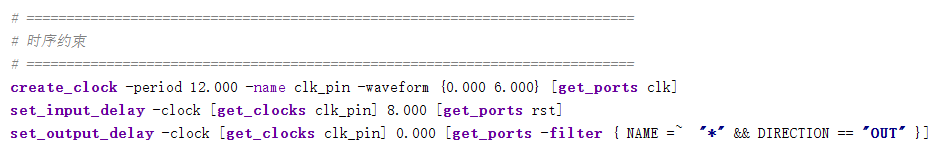 # ==========================================================================
# 时序约束
# ==========================================================================
create_clock -period 12.000 -name clk_pin -waveform {0.000 6.000} [get_ports clk]
set_input_delay -clock [get_clocks clk_pin] 8.000 [get_ports rst]
set_output_delay -clock [get_clocks clk_pin] 0.000 [get_ports -filter { NAME =~  "*" && DIRECTION == "OUT" }]